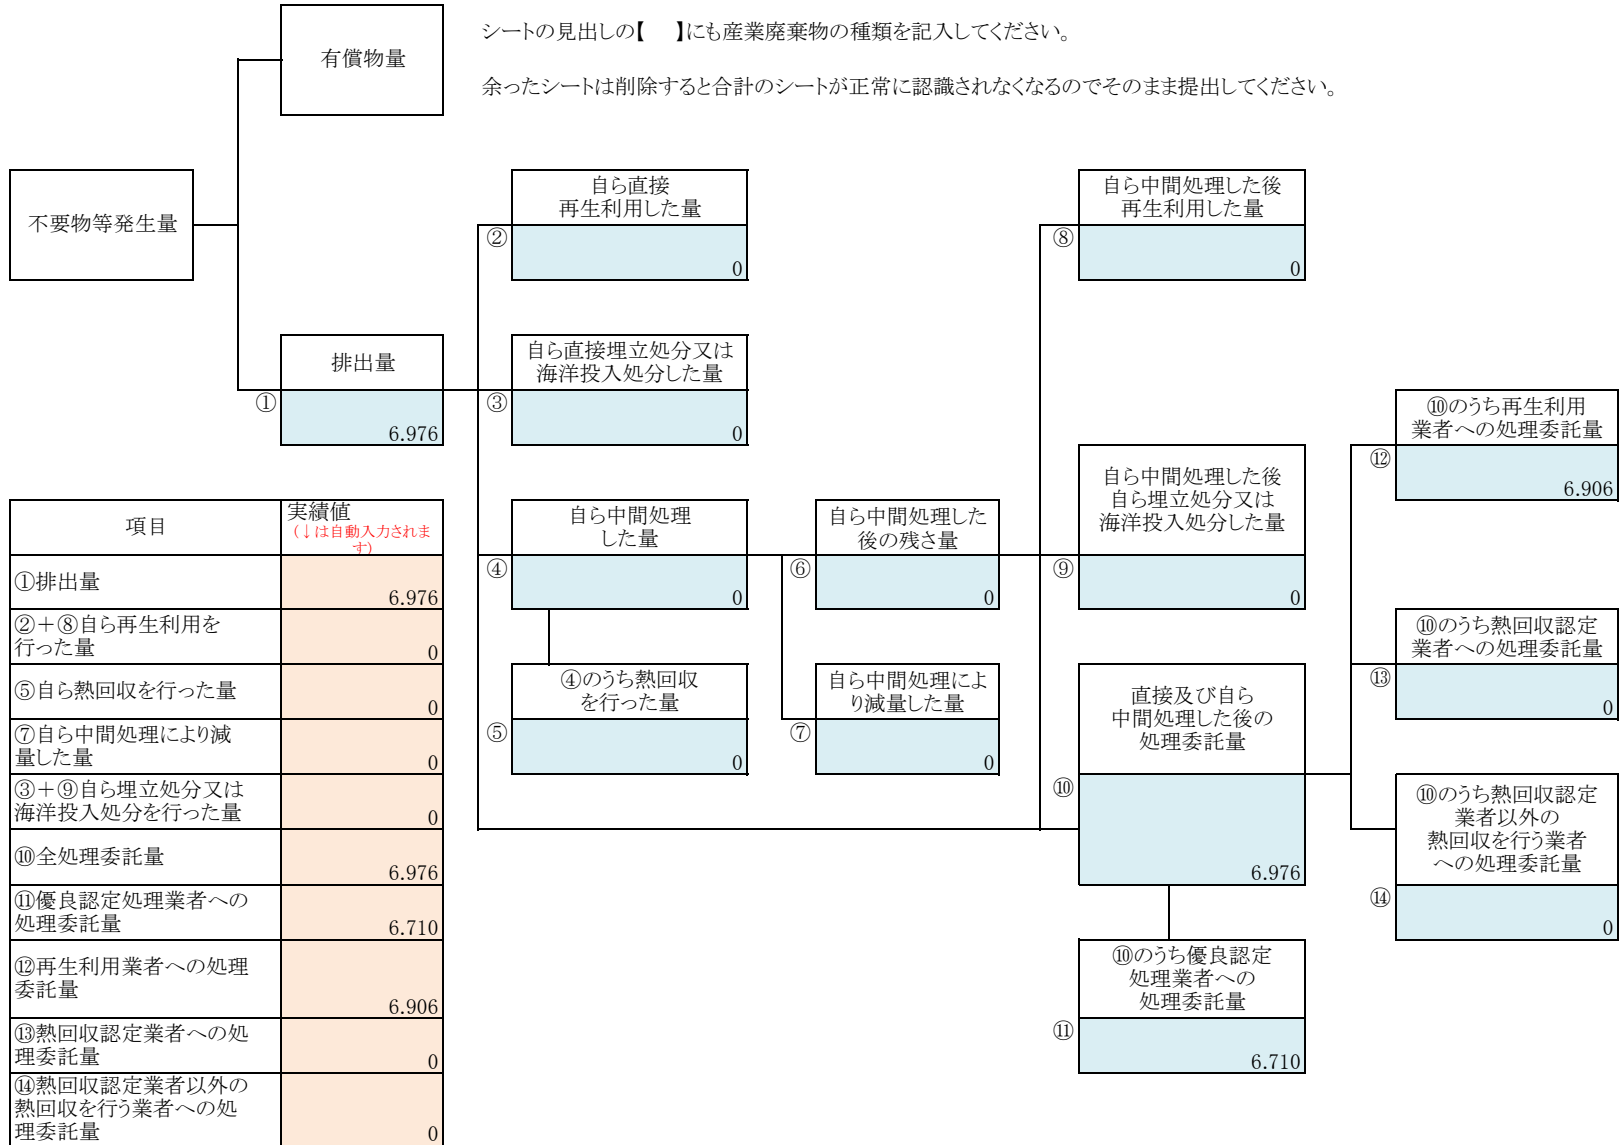 シートの見出しの【　】にも産業廃棄物の種類を記入してください。
有償物量
余ったシートは削除すると合計のシートが正常に認識されなくなるのでそのまま提出してください。
不要物等発生量
自ら直接
再生利用した量
②
0
自ら中間処理した後
再生利用した量
⑧
0
排出量
①
6.976
自ら直接埋立処分又は
海洋投入処分した量
③
0
⑩のうち再生利用
業者への処理委託量
⑫
6.906
自ら中間処理
した量
④
0
自ら中間処理した
後の残さ量
⑥
0
自ら中間処理した後
自ら埋立処分又は
海洋投入処分した量
⑨
0
⑩のうち熱回収認定
業者への処理委託量
⑬
0
④のうち熱回収
を行った量
⑤
0
自ら中間処理によ
り減量した量
⑦
0
直接及び自ら
中間処理した後の
処理委託量
⑩
6.976
⑩のうち熱回収認定
業者以外の
熱回収を行う業者
への処理委託量
⑭
0
⑩のうち優良認定
処理業者への
処理委託量
⑪
6.710
項目
実績値
（↓は自動入力されま
す）
①排出量
6.976
②＋⑧自ら再生利用を
行った量
0
⑤自ら熱回収を行った量
0
⑦自ら中間処理により減
量した量
0
③＋⑨自ら埋立処分又は
海洋投入処分を行った量
0
⑩全処理委託量
6.976
⑪優良認定処理業者への
処理委託量
6.710
⑫再生利用業者への処理
委託量
6.906
⑬熱回収認定業者への処
理委託量
0
⑭熱回収認定業者以外の
熱回収を行う業者への処
理委託量
0